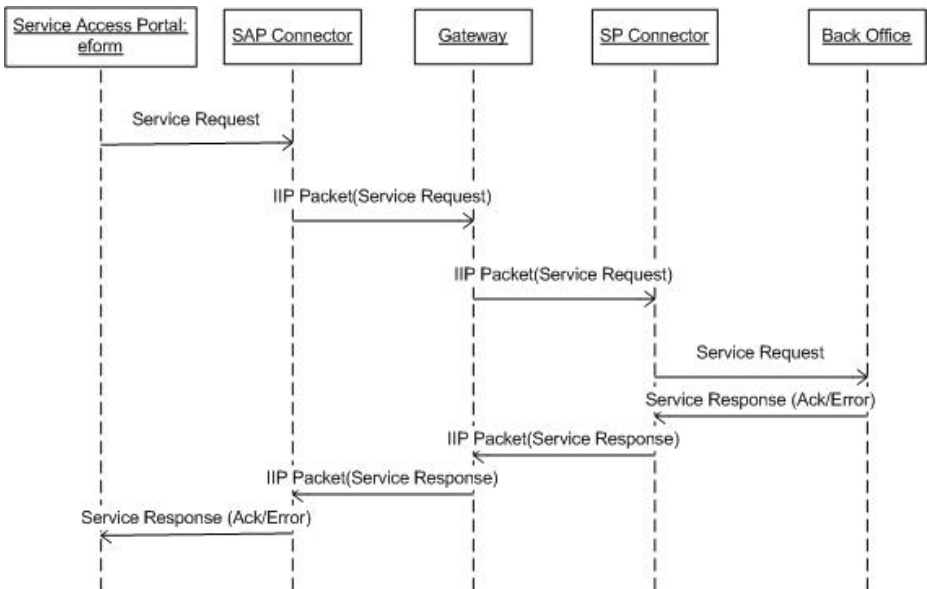 Service Access Portal:
eform
SAP Connector
Gateway
SP Connector
Back Office
Service Request
IIP Packet(Service Request)
IIP Packet(Service Request)
Service Request
Service Response (Ack/Error)
IIP Packet(Service Response)
IIP Packet(Service Response)
Service Response (Ack/Error)